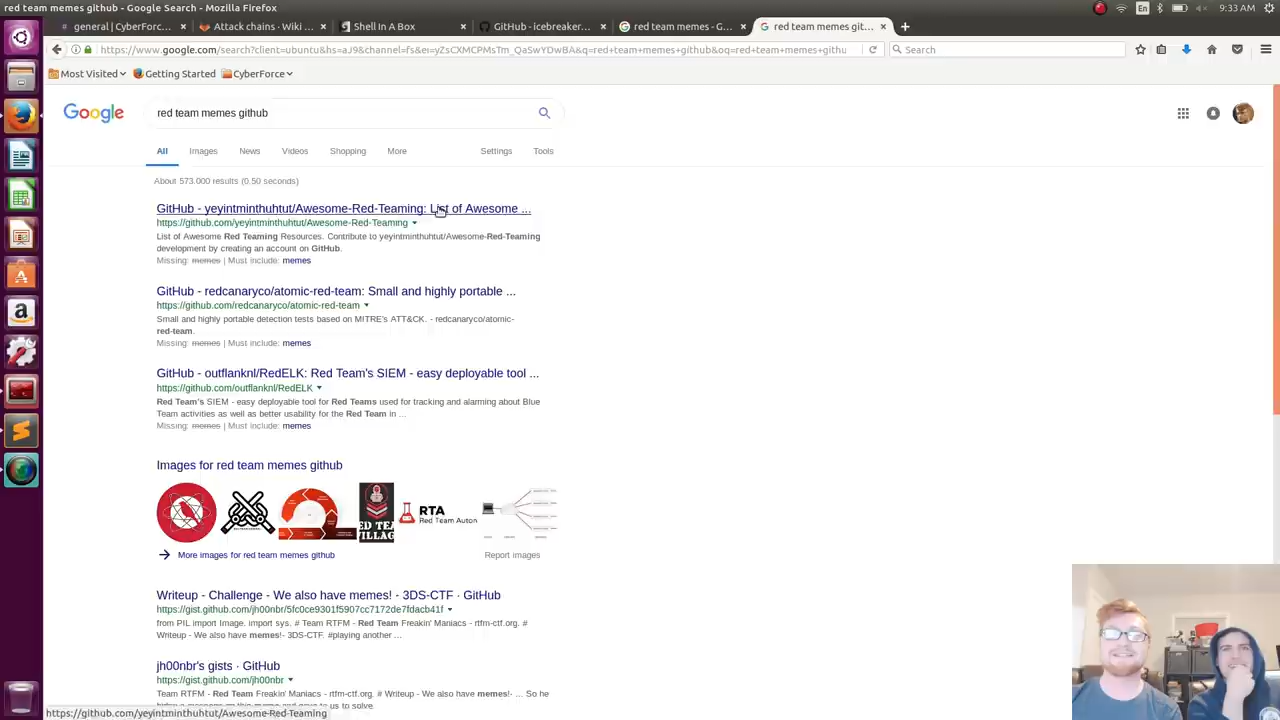 En
9:33 AM
general | CyberForc...
Shell In A Box
GitHub - icebreaker...
red team memes - G...
red team memes gith...
https://www.google.com/search?client=ubuntu&hs=aJ9&channel=fs&ei=yZsCXMCPMsTm_QaSwYDwBA&q=red+team+memes+github&oq=red+team+memes+githu
Search
Most Visited
Getting Started
CyberForce
Google
red team memes github
All
Images
News
Videos
Shopping
More
Settings
Tools
About 573.000 results (0.50 seconds)
GitHub - yeyintminthuhtut/Awesome-Red-Teaming: List of Awesome ...
https://github.com/yeyintminthuhtut/Awesome-Red-Teaming
List of Awesome Red Teaming Resources. Contribute to yeyintminthuhtut/Awesome-Red-Teaming
development by creating an account on GitHub.
Missing: memes | Must include: memes
GitHub - redcanaryco/atomic-red-team: Small and highly portable ...
https://github.com/redcanaryco/atomic-red-team
Small and highly portable detection tests based on MITRE's ATT&CK. - redcanaryco/atomic-
red-team.
Missing: memes | Must include: memes
GitHub - outflanknl/RedELK: Red Team's SIEM - easy deployable tool ...
https://github.com/outflanknl/RedELK
Red Team's SIEM - easy deployable tool for Red Teams used for tracking and alarming about Blue
Team activities as well as better usability for the Red Team in ...
Missing: memes | Must include: memes
Images for red team memes github
RTA
Red Team Auton
RED TEA
VILLAGE
More images for red team memes github
Report images
Writeup - Challenge - We also have memes! - 3DS-CTF · GitHub
https://gist.github.com/jh00nbr/5fc0ce9301f5907cc7172de7fdacb41f
from PIL import Image. import sys. # Team RTFM - Red Team Freakin' Maniacs - rtfm-ctf.org. #
Writeup - We also have memes!- 3DS-CTF. #playing another ...
jh00nbr's gists · GitHub
https://gist.github.com/jh00nbr
Team RTFM - Red Team Freakin' Maniacs - rtfm-ctf.org. # Writeup - We also have memes!- ... So he
us to solve
https://github.com/yeyintminthuhtut/Awesome-Red-Teaming